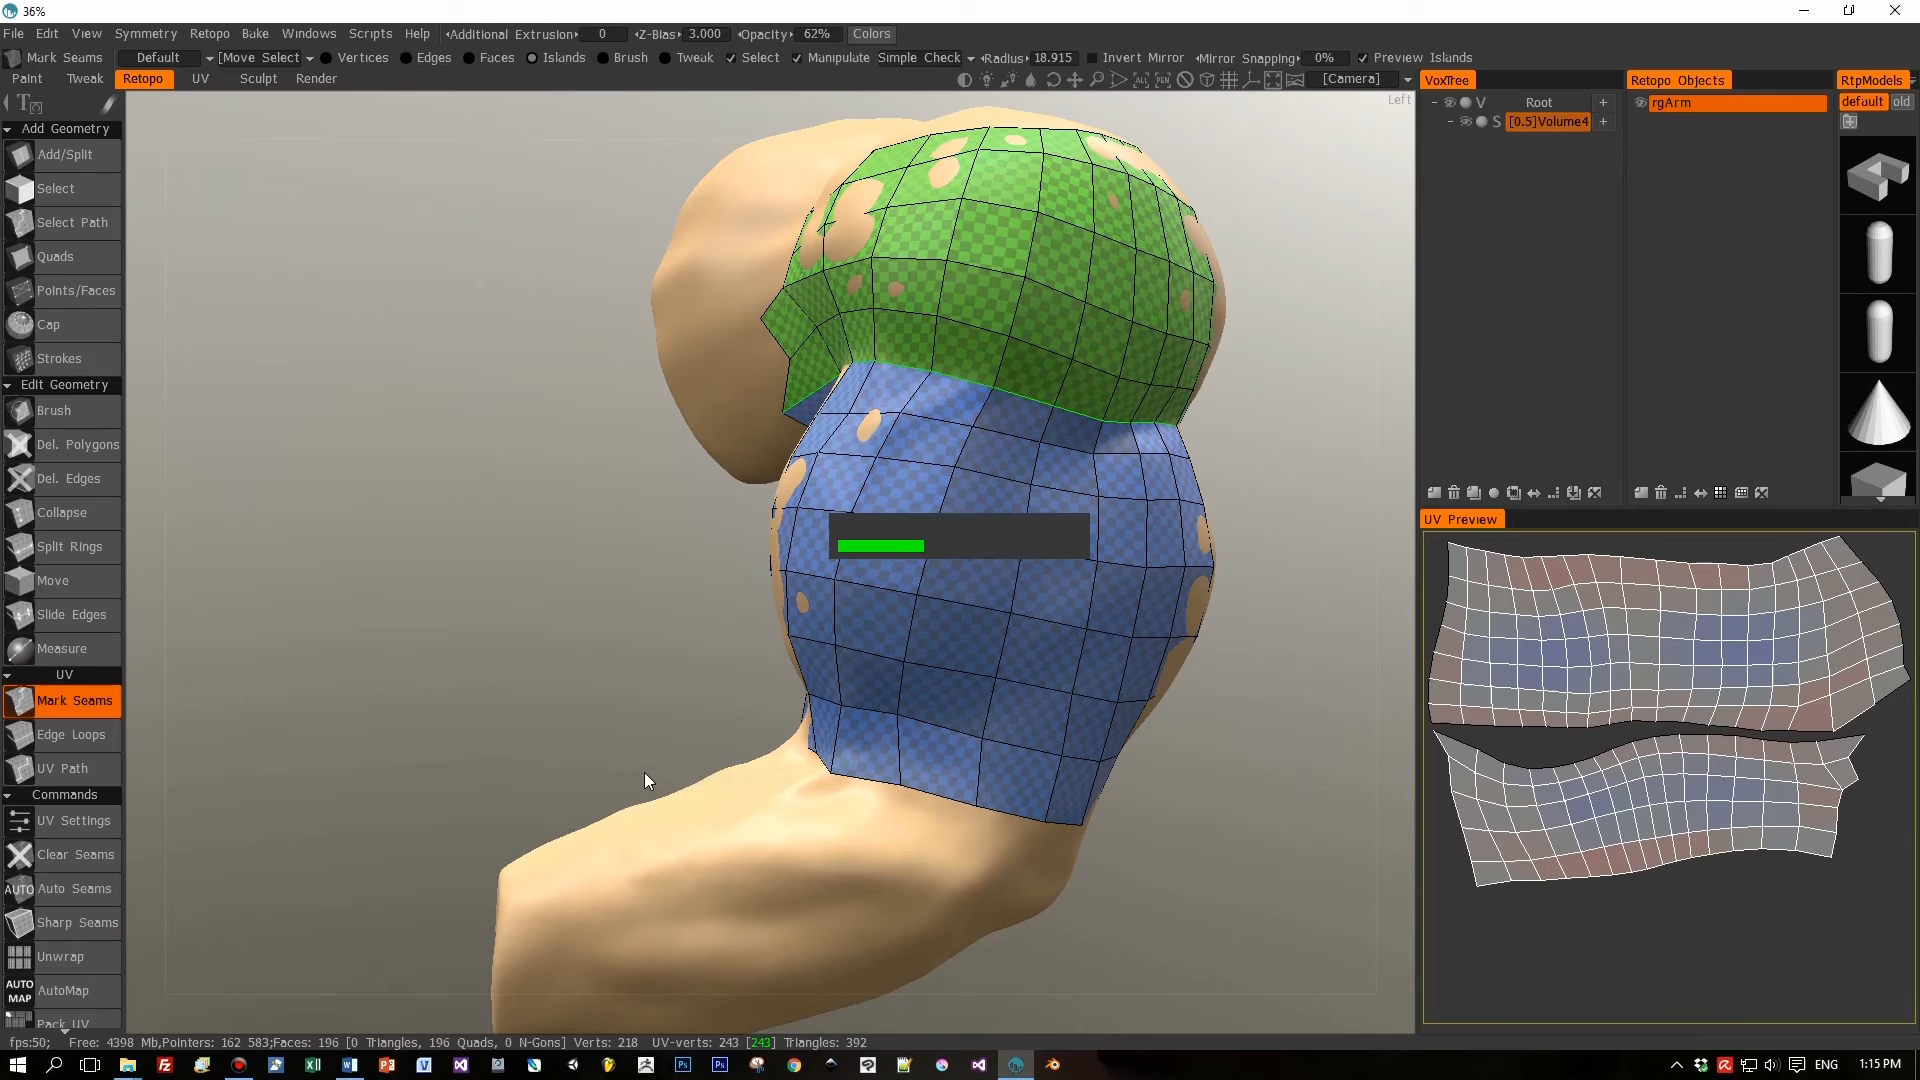 36%
File Edit View Symmetry Retopo Bake Windows Scripts Help Additional Extrusion 0 Z-Bias 3.000 Opacity 62% Colors
Mark Seams Default [Move Select Vertices Edges Faces Islands Brush Tweak Select Manipulate Simple Check Radius 18.915 Invert Mirror Mirror Snapping 0% Preview Islands
Paint Tweak Retopo UV Sculpt Render [Camera] VoxTree Retopo Objects RtpModels
Left
Root
V
S [0.5]Volume4
rgArm
default old
Add Geometry
Add/Split
Select
Select Path
Quads
Points/Faces
Cap
Strokes
Edit Geometry
Brush
Del. Polygons
Del. Edges
Collapse
Split Rings
Move
Slide Edges
Measure
UV
Mark Seams
Edge Loops
UV Path
Commands
UV Settings
Clear Seams
AUTO Auto Seams
Sharp Seams
Unwrap
AUTO MAP AutoMap
Pack UV
UV Preview
fps:50; Free: 4398 Mb,Pointers: 162 583;Faces: 196 [0 Triangles, 196 Quads, 0 N-Gons] Verts: 218 UV-verts: 243 [243] Triangles: 392
ENG 1:15 PM